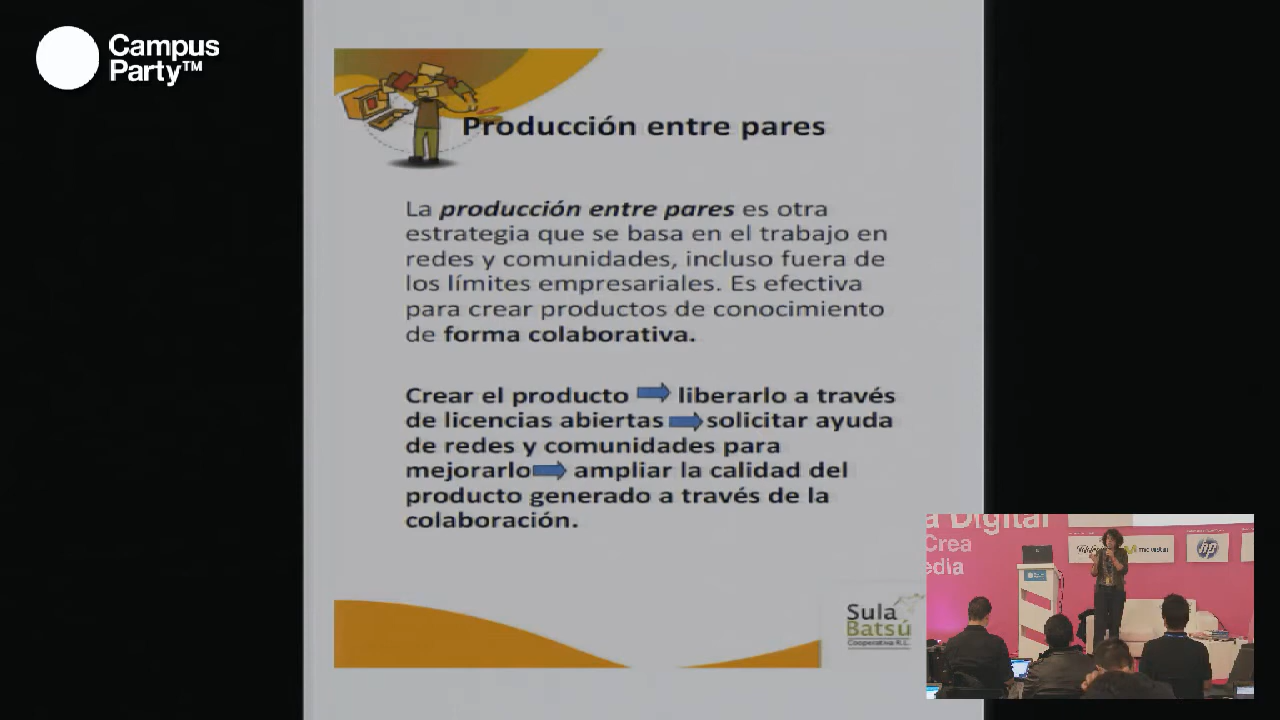 Campus
Party™
Producción entre pares
La producción entre pares es otra
estrategia que se basa en el trabajo en
redes y comunidades, incluso fuera de
los límites empresariales. Es efectiva
para crear productos de conocimiento
de forma colaborativa.
Crear el producto liberarlo a través
de licencias abiertas solicitar ayuda
de redes y comunidades para
mejorarlo ampliar la calidad del
producto generado a través de la
colaboración.
Sula
Batsú
Cooperativa R.L.
a Digital
Crea
edia
movistar
hp